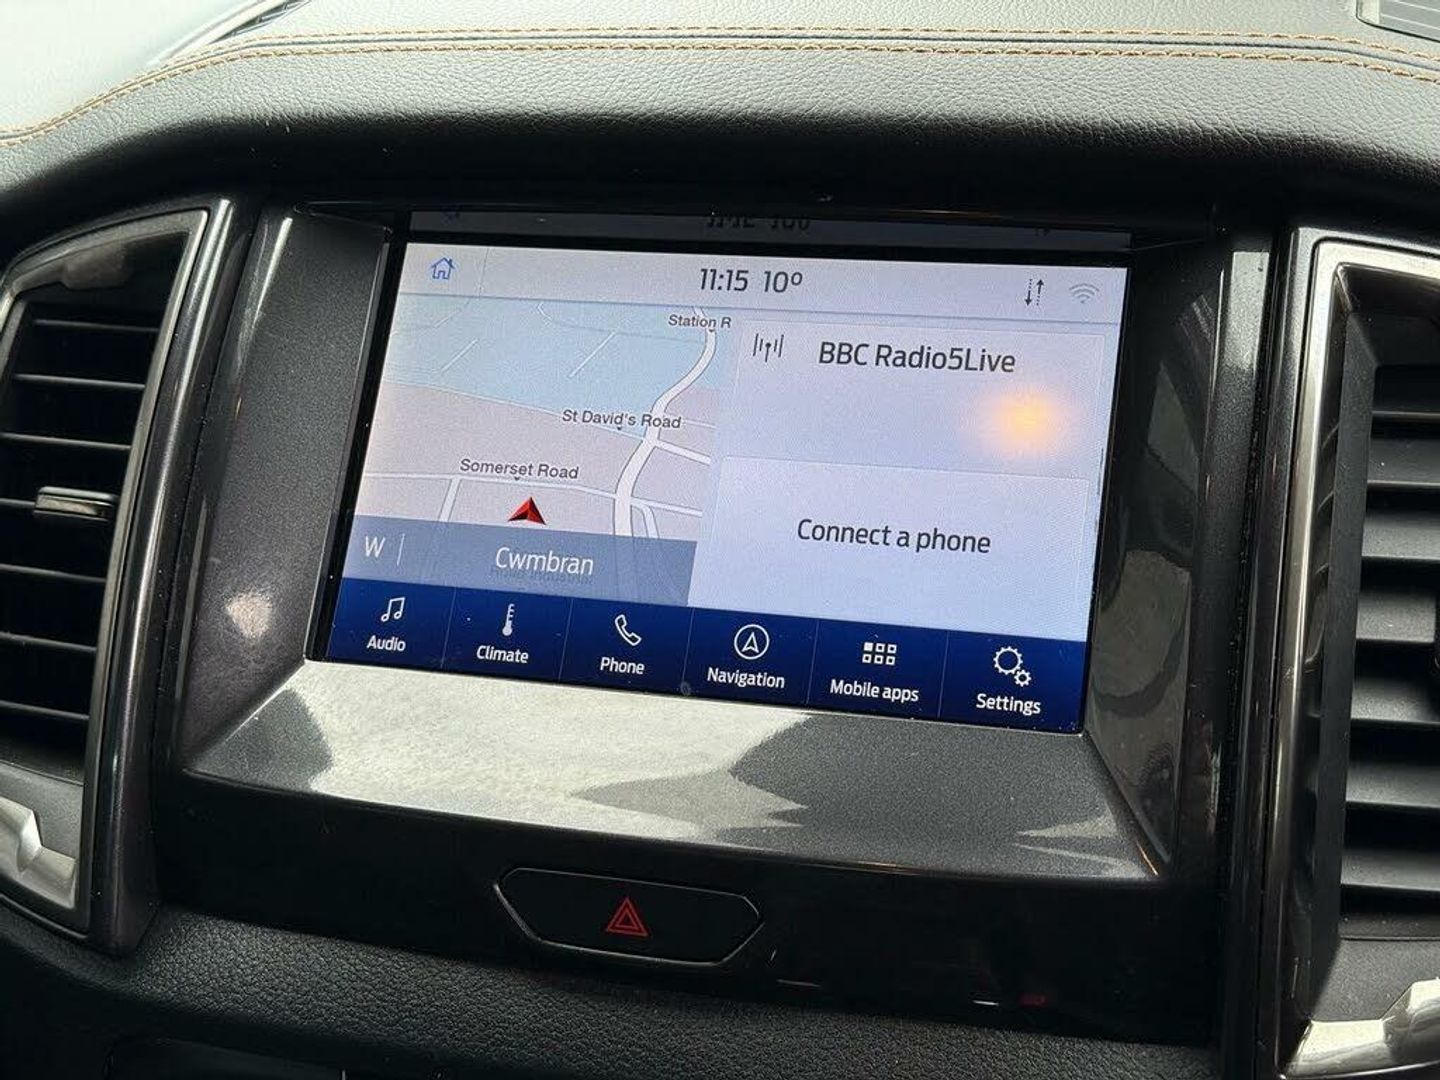 11:15 10°
Station R
BBC Radio5Live
St David's Road
Somerset Road
Connect a phone
W
Cwmbran
Audio
Climate
Phone
Navigation
Mobile apps
Settings